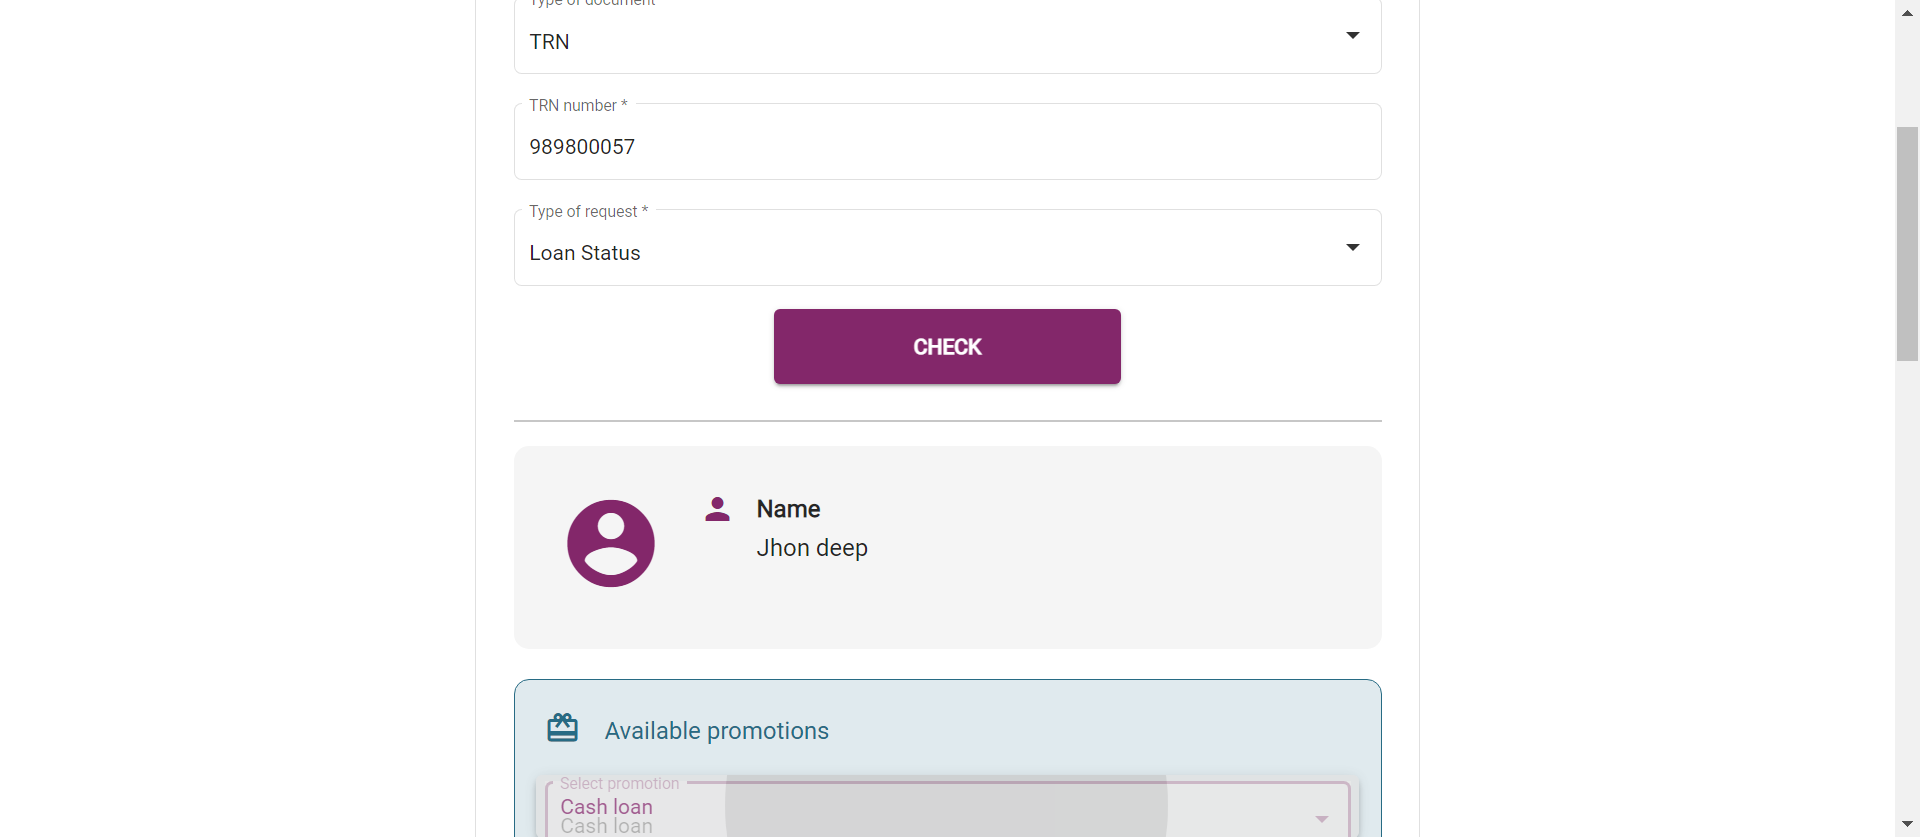 Type of document
TRN
TRN number *
989800057
Type of request *
Loan Status
CHECK
Name
Jhon deep
Available promotions
Select promotion
Cash loan
Cash loan